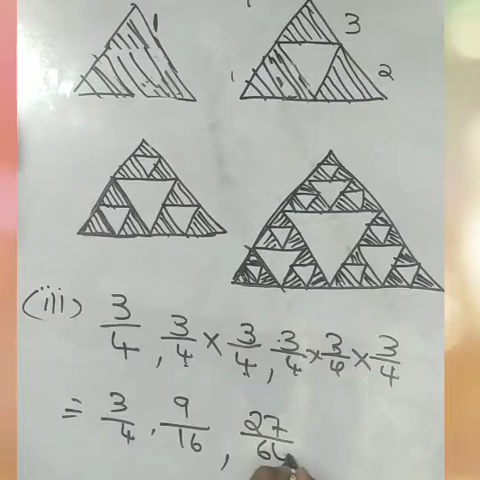 1
3
1 2
(iii) 3/4, 3/4 × 3/4, 3/4 × 3/4 × 3/4
= 3/4, 9/16, 27/64